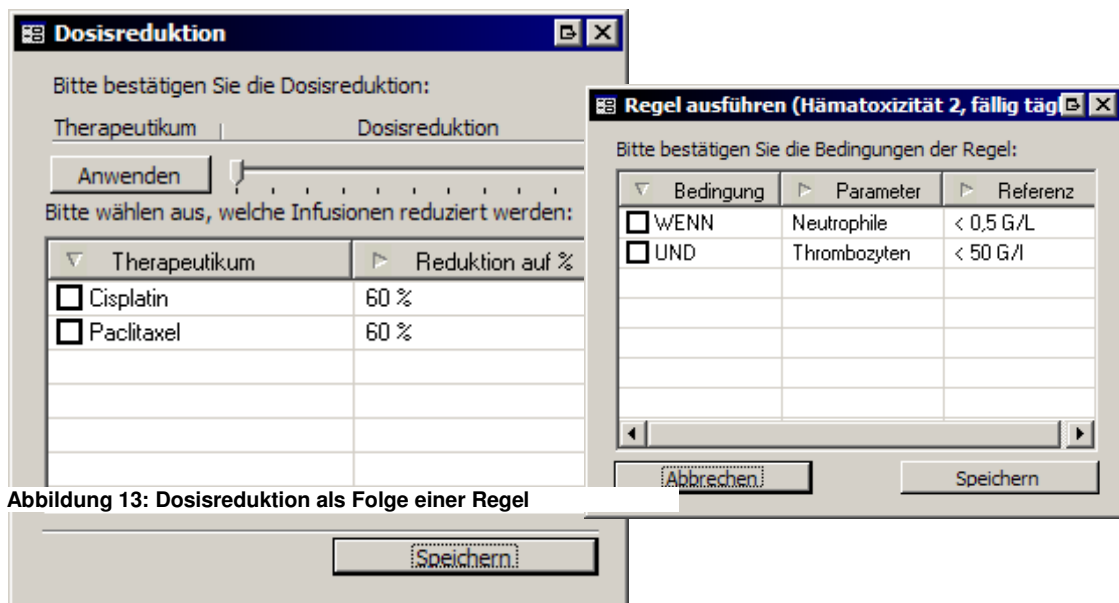 Dosisreduktion
Bitte bestätigen Sie die Dosisreduktion:
Therapeutikum Dosisreduktion
Anwenden
Bitte wählen aus, welche Infusionen reduziert werden:
Therapeutikum Reduktion auf %
Cisplatin 60 %
Paclitaxel 60 %
Abbildung 13: Dosisreduktion als Folge einer Regel
Speichern
Regel ausführen (Hämatoxizität 2, fällig tägl
Bitte bestätigen Sie die Bedingungen der Regel:
Bedingung Parameter Referenz
WENN Neutrophile < 0,5 G/L
UND Thrombozyten < 50 G/l
Abbrechen Speichern